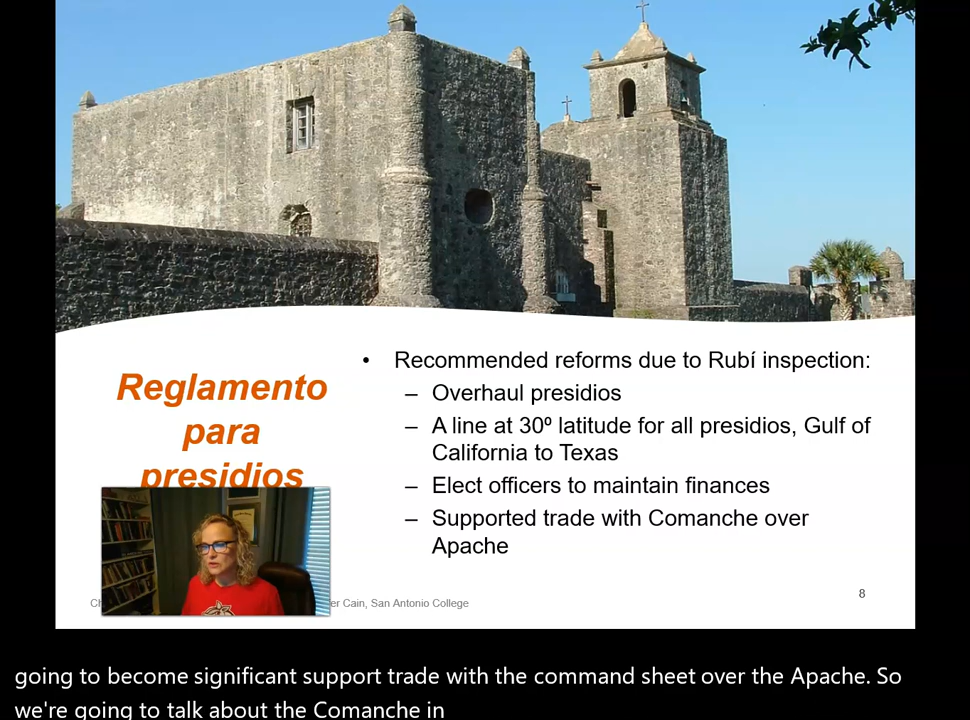 Reglamento
para
presidios
• Recommended reforms due to Rubí inspection:
– Overhaul presidios
– A line at 30º latitude for all presidios, Gulf of
California to Texas
– Elect officers to maintain finances
– Supported trade with Comanche over
Apache
Cain, San Antonio College
8
going to become significant support trade with the command sheet over the Apache. So
we're going to talk about the Comanche in